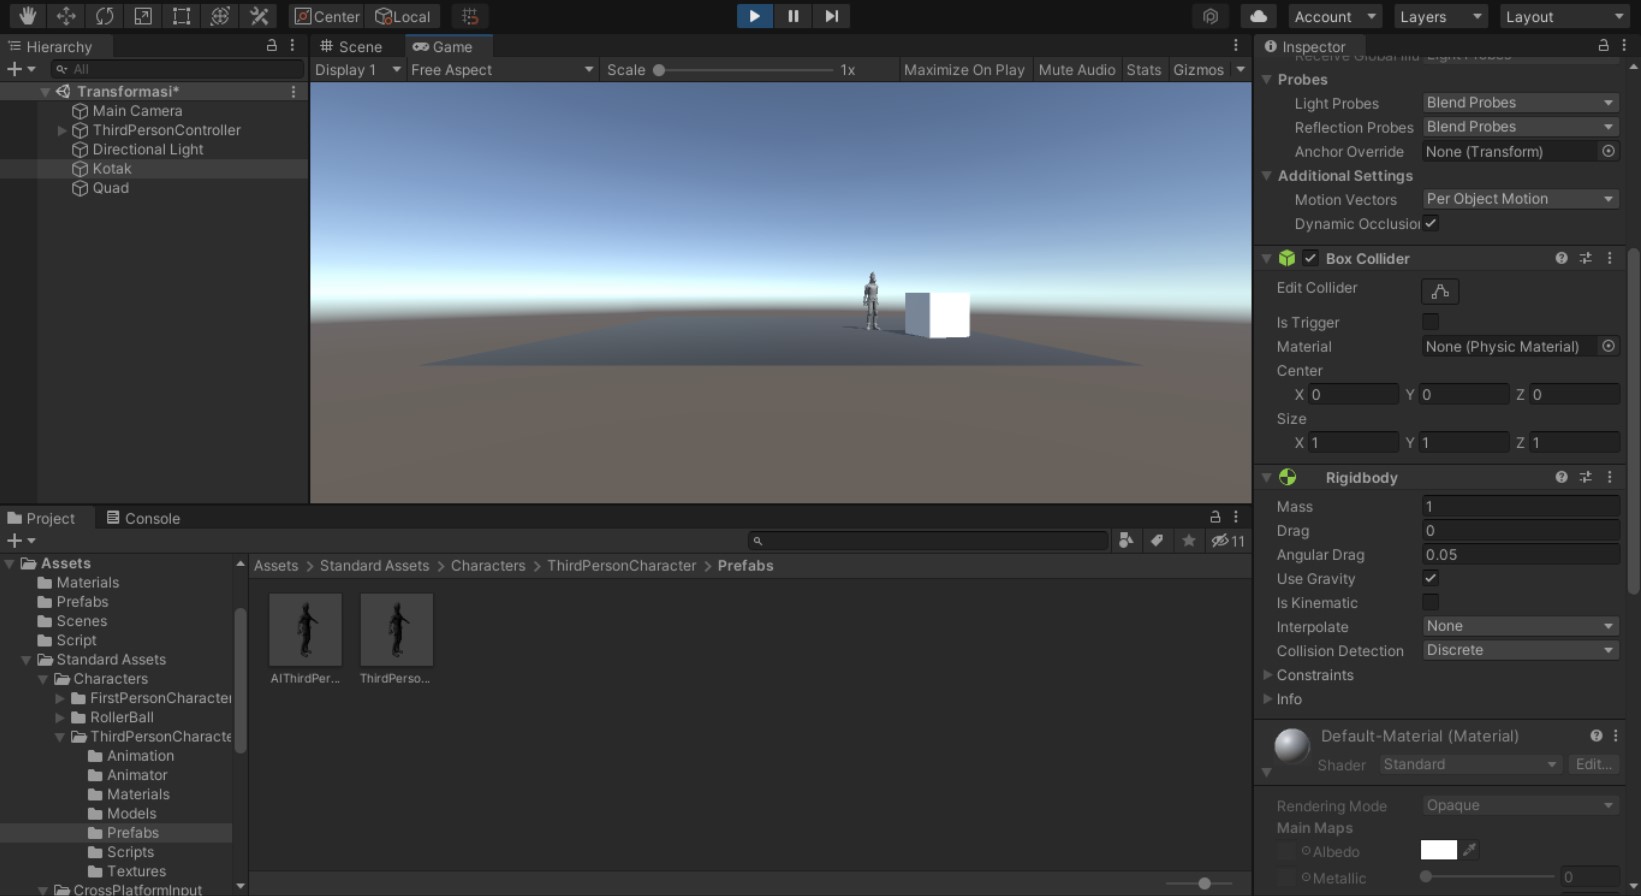 Center
Local
Account
Layers
Layout
Hierarchy
All
Transformasi*
Main Camera
ThirdPersonController
Directional Light
Kotak
Quad
Scene
Game
Display 1
Free Aspect
Scale
1x
Maximize On Play
Mute Audio
Stats
Gizmos
Inspector
Probes
Light Probes
Blend Probes
Reflection Probes
Blend Probes
Anchor Override
None (Transform)
Additional Settings
Motion Vectors
Per Object Motion
Dynamic Occlusio
Box Collider
Edit Collider
Is Trigger
Material
None (Physic Material)
Center
X 0 Y 0 Z 0
Size
X 1 Y 1 Z 1
Rigidbody
Mass
1
Drag
0
Angular Drag
0.05
Use Gravity
Is Kinematic
Interpolate
None
Collision Detection
Discrete
Constraints
Info
Default-Material (Material)
Shader
Standard
Edit...
Rendering Mode
Opaque
Main Maps
Albedo
Metallic
0
Project
Console
11
Assets
Materials
Prefabs
Scenes
Script
Standard Assets
Characters
FirstPersonCharacter
RollerBall
ThirdPersonCharacte
Animation
Animator
Materials
Models
Prefabs
Scripts
Textures
CrossPlatformInput
Assets > Standard Assets > Characters > ThirdPersonCharacter > Prefabs
AIThirdPer...
ThirdPerso...